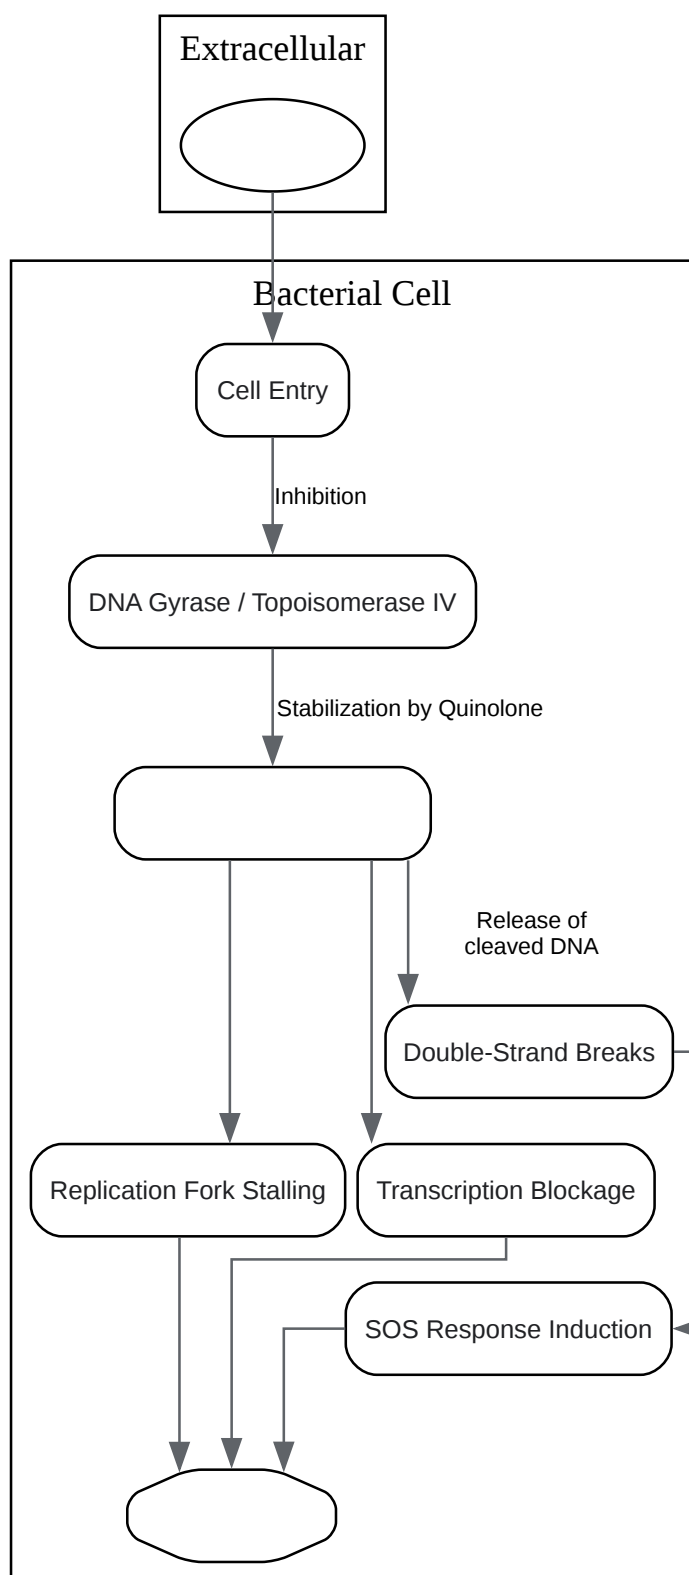 Extracellular
Bacterial Cell
Cell Entry
Inhibition
DNA Gyrase / Topoisomerase IV
Stabilization by Quinolone
Release of
cleaved DNA
Double-Strand Breaks
Replication Fork Stalling
Transcription Blockage
SOS Response Induction